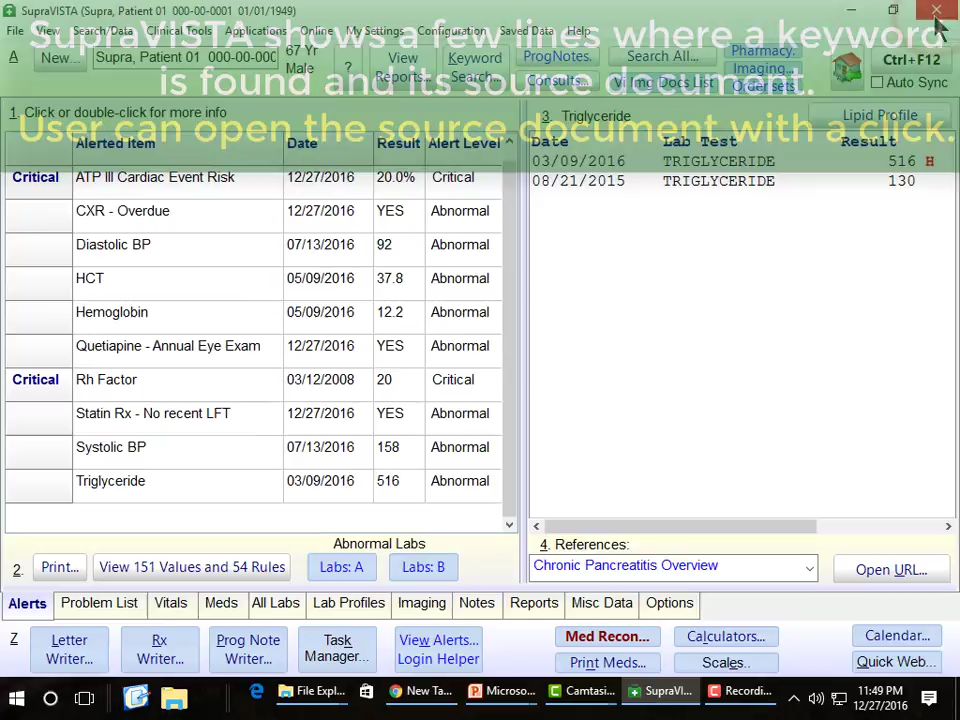 SupraVISTA (Supra, Patient 01 000-00-0001 01/01/1949)
SupraVISTA shows a few lines where a keyword
is found and its source document.
User can open the source document with a click.
File View Search/Data Clinical Tools Applications Online My Settings Configuration Saved Data Help
A New... Supra, Patient 01 000-00-000 67 Yr Male ? View Reports... Keyword Search... ProgNotes. Search All... Pharmacy. Ctrl+F12
Consults... Vi Img Docs List Imaging... Order sets Auto Sync
1. Click or double-click for more info
Alerted Item Date Result Alert Level
Critical ATP III Cardiac Event Risk 12/27/2016 20.0% Critical
CXR - Overdue 12/27/2016 YES Abnormal
Diastolic BP 07/13/2016 92 Abnormal
HCT 05/09/2016 37.8 Abnormal
Hemoglobin 05/09/2016 12.2 Abnormal
Quetiapine - Annual Eye Exam 12/27/2016 YES Abnormal
Critical Rh Factor 03/12/2008 20 Critical
Statin Rx - No recent LFT 12/27/2016 YES Abnormal
Systolic BP 07/13/2016 158 Abnormal
Triglyceride 03/09/2016 516 Abnormal
3. Triglyceride Lipid Profile
Date Lab Test Result
03/09/2016 TRIGLYCERIDE 516 H
08/21/2015 TRIGLYCERIDE 130
Abnormal Labs
2. Print... View 151 Values and 54 Rules Labs: A Labs: B
4. References:
Chronic Pancreatitis Overview Open URL...
Alerts Problem List Vitals Meds All Labs Lab Profiles Imaging Notes Reports Misc Data Options
Z Letter Writer... Rx Writer... Prog Note Writer... Task Manager... View Alerts... Login Helper
Med Recon... Calculators... Calendar...
Print Meds... Scales.. Quick Web...
File Expl... New Ta... Microso... Camtasi... SupraVI... Recordi...
11:49 PM
12/27/2016